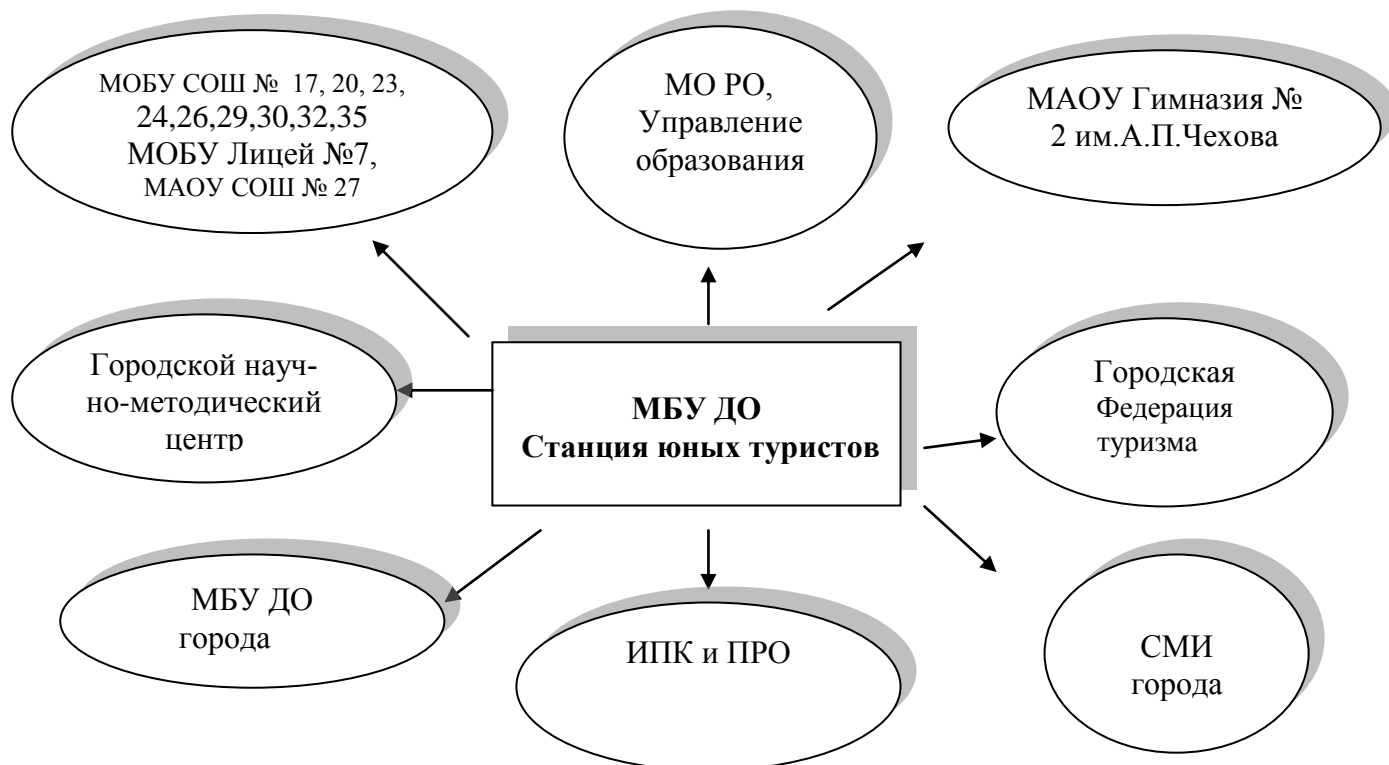 МОБУ СОШ № 17, 20, 23,
24,26,29,30,32,35
МОБУ Лицей №7,
МАОУ СОШ № 27
МО РО,
Управление
образования
МАОУ Гимназия №
2 им.А.П.Чехова
Городской науч-
но-методический
центр
МБУ ДО
Станция юных туристов
Городская
Федерация
туризма
МБУ ДО
города
ИПК и ПРО
СМИ
города